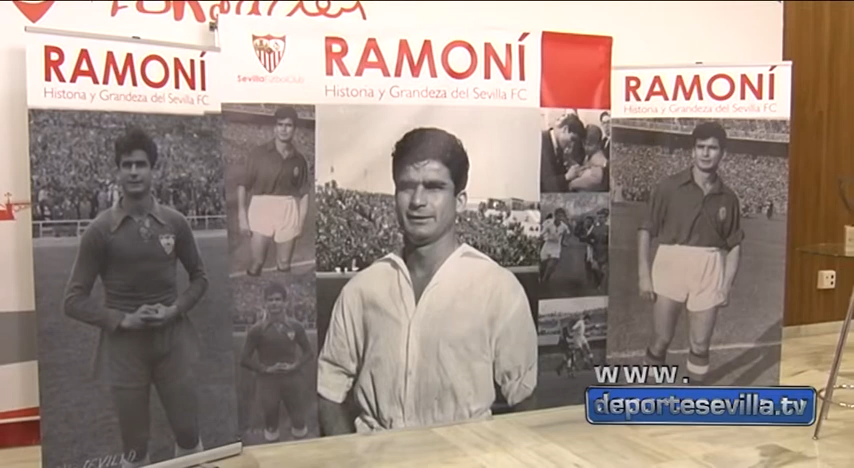 RAMONÍ
Historia y Grandeza del Sevilla FC
Sevilla Fútbol Club
RAMONÍ
Historia y Grandeza del Sevilla FC
RAMONÍ
Historia y Grandeza del Sevilla FC
SEVILLA
www.
deportesevilla.tv